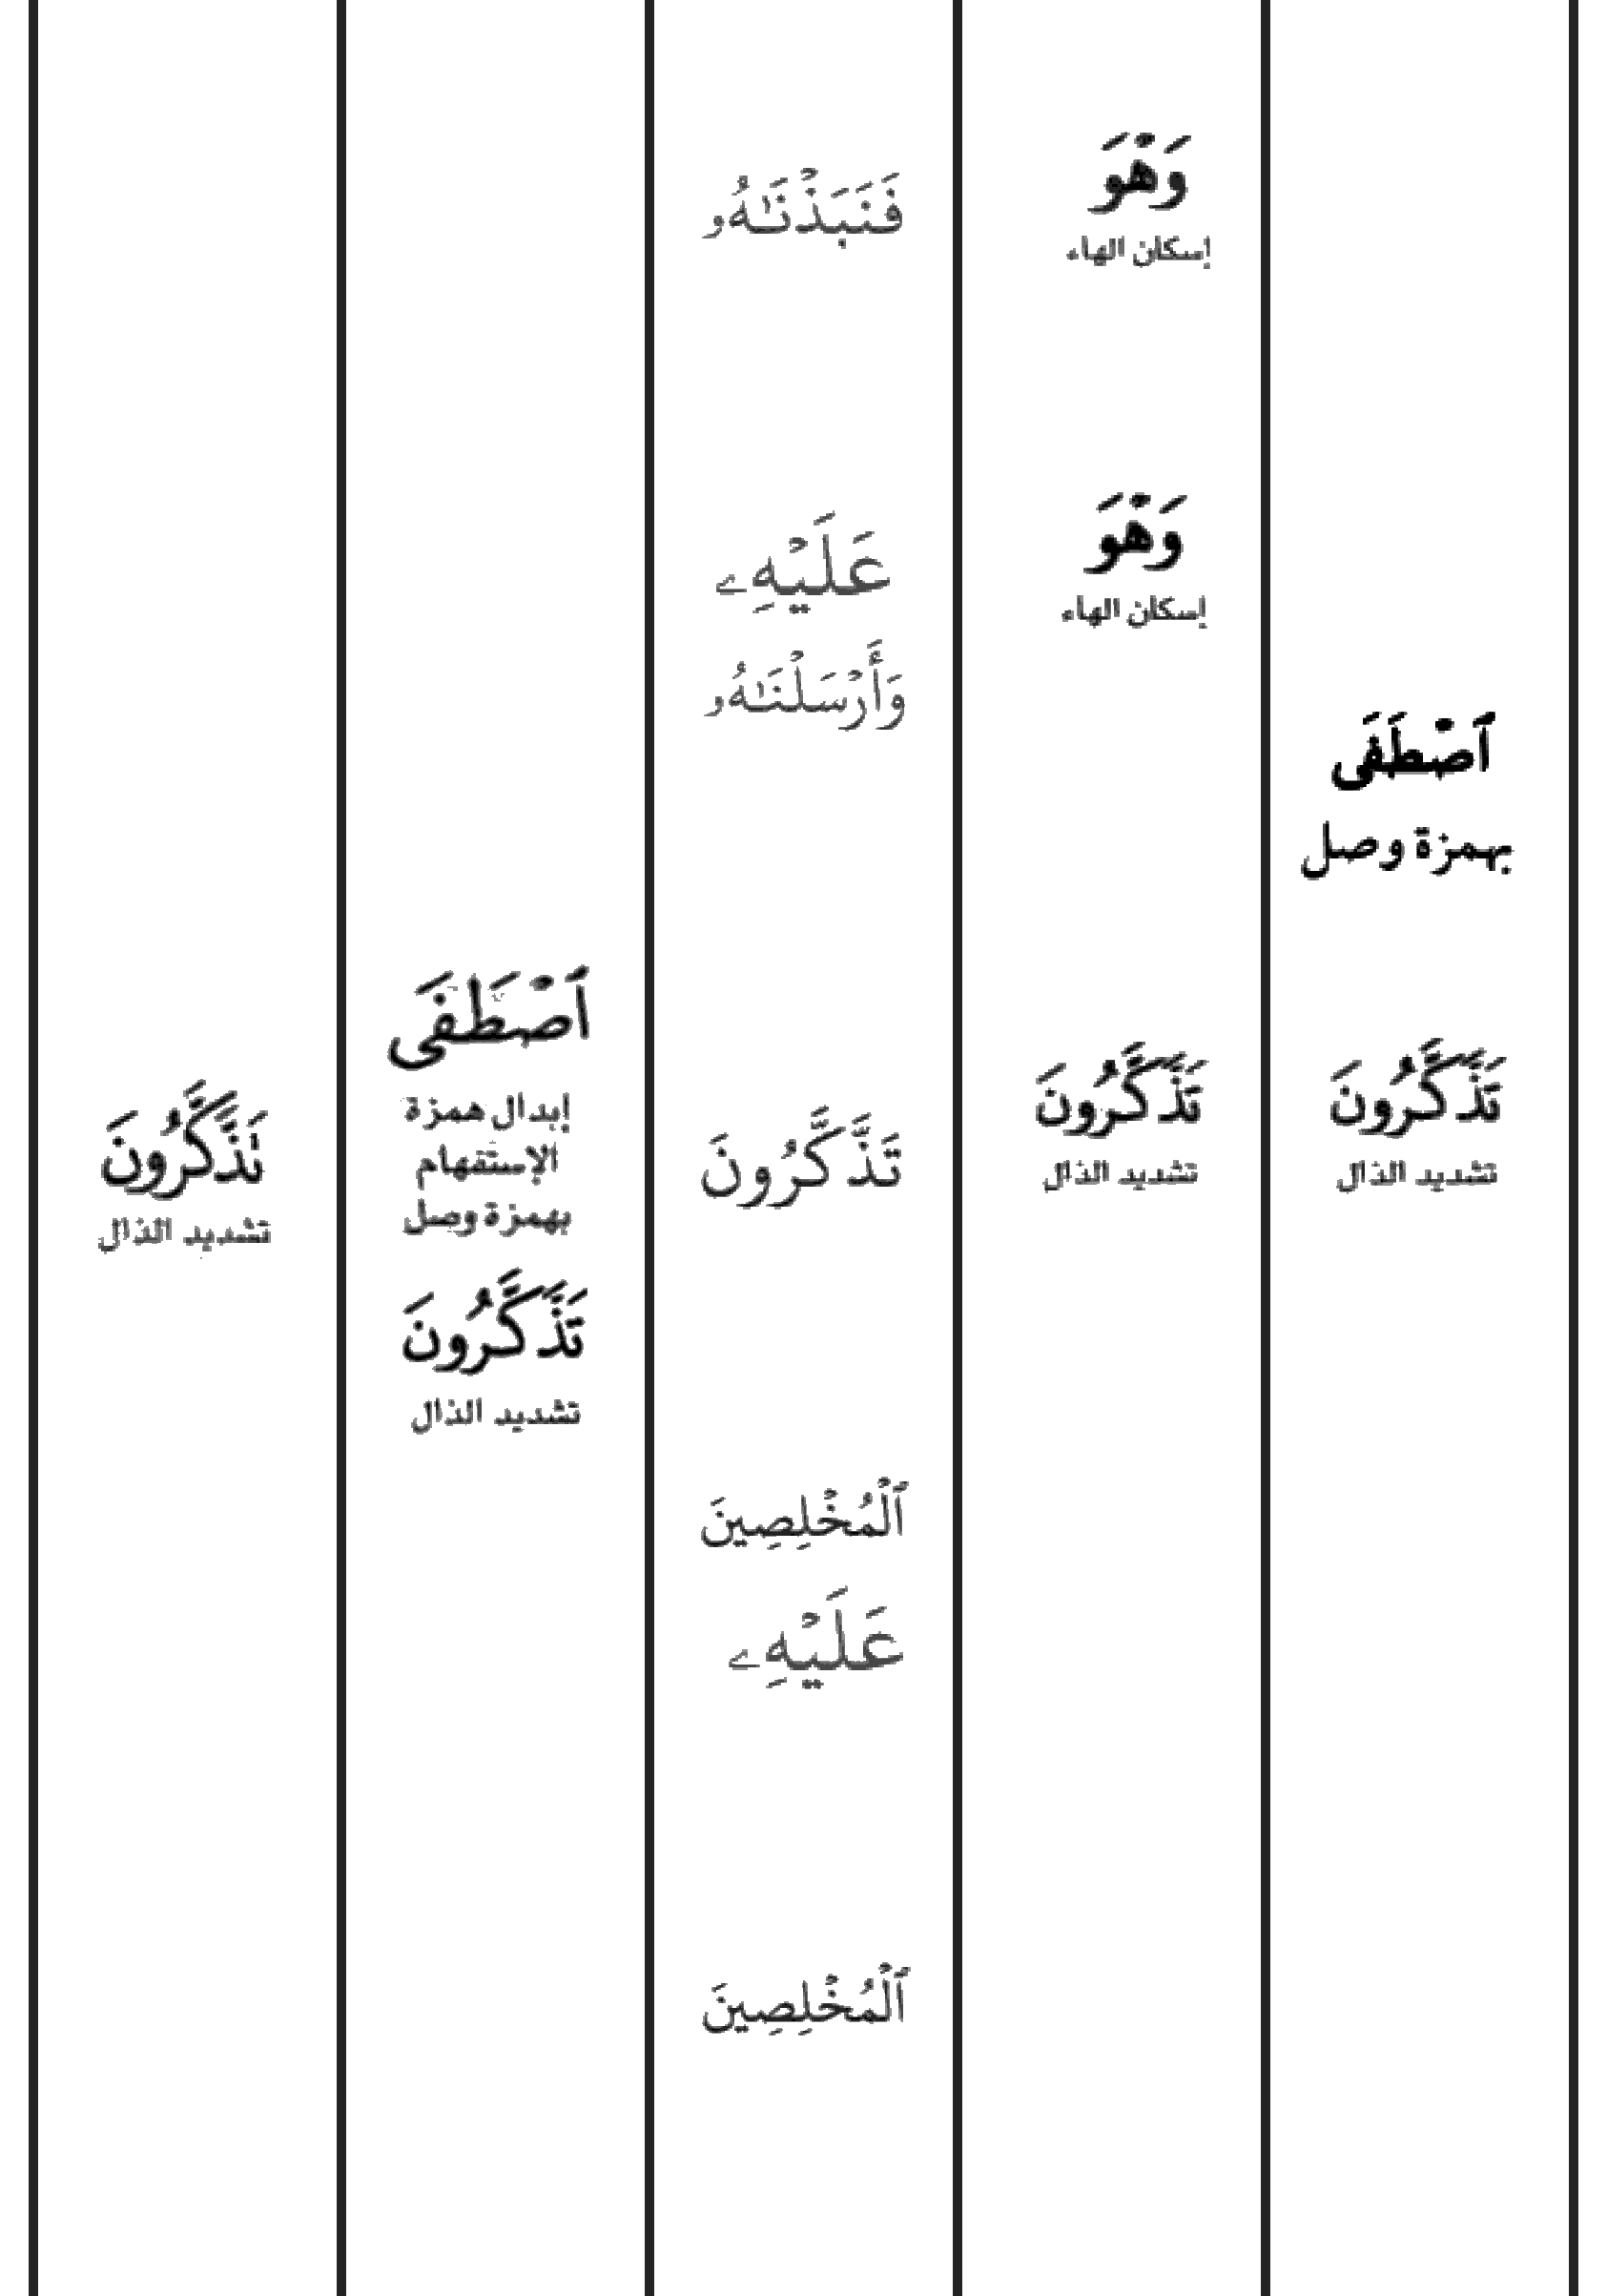 ٱصۡطَفَى
بهمزة وصل
تَذَّكَّرُونَ
تشديد الذال
وَهۡوَ
إسكان الهاء
وَهۡوَ
إسكان الهاء
تَذَّكَّرُونَ
تشديد الذال
فَنَبَذۡنَٰهُۥ
عَلَيۡهِۦ
وَأَرۡسَلۡنَٰهُۥ
تَذَّكَّرُونَ
ٱلۡمُخۡلِصِينَ
عَلَيۡهِۦ
ٱلۡمُخۡلِصِينَ
ٱصۡطَفَى
إبدال همزة
الإستفهام
بهمزة وصل
تَذَّكَّرُونَ
تشديد الذال
تَذَّكَّرُونَ
تشديد الذال